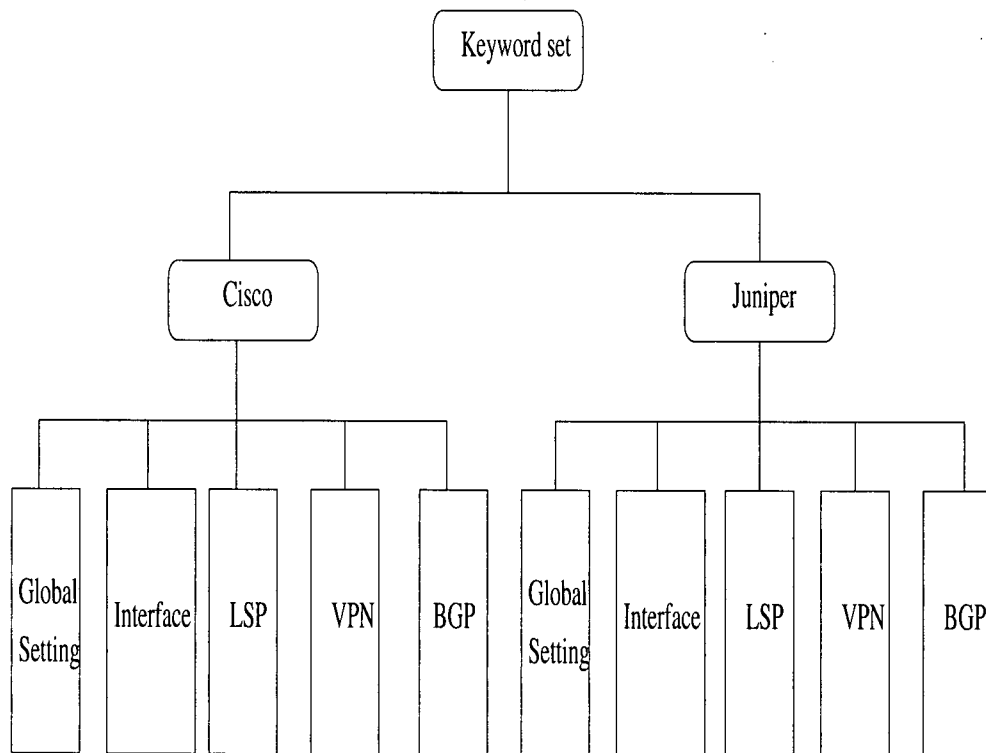 Keyword set
Cisco
Juniper
Global
Setting
Interface
LSP
VPN
BGP
Global
Setting
Interface
LSP
VPN
BGP